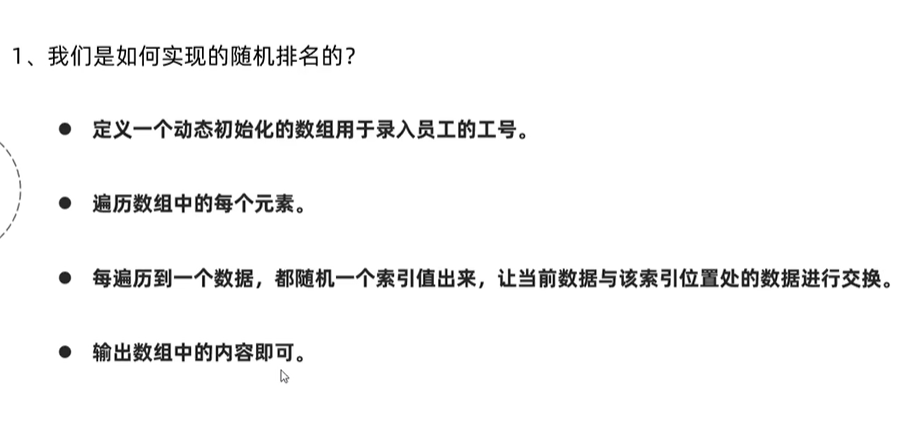 1、我们是如何实现的随机排名的？
● 定义一个动态初始化的数组用于录入员工的工号。
● 遍历数组中的每个元素。
● 每遍历到一个数据，都随机一个索引值出来，让当前数据与该索引位置处的数据进行交换。
● 输出数组中的内容即可。